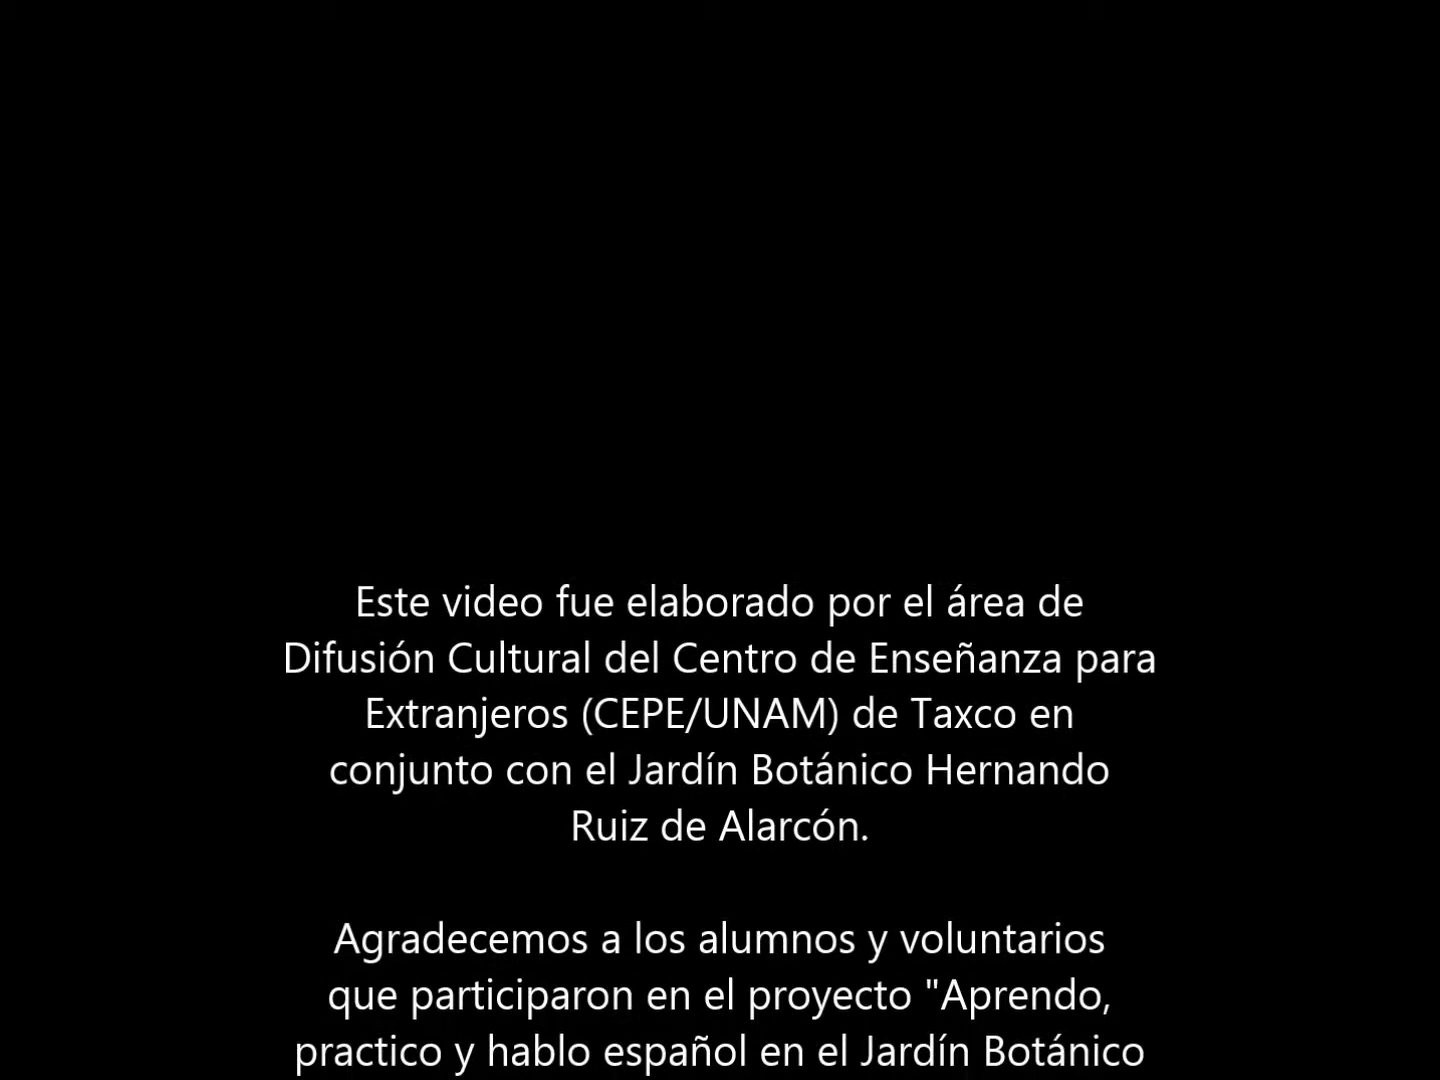 Este video fue elaborado por el área de
Difusión Cultural del Centro de Enseñanza para
Extranjeros (CEPE/UNAM) de Taxco en
conjunto con el Jardín Botánico Hernando
Ruiz de Alarcón.
Agradecemos a los alumnos y voluntarios
que participaron en el proyecto "Aprendo,
practico y hablo español en el Jardín Botánico